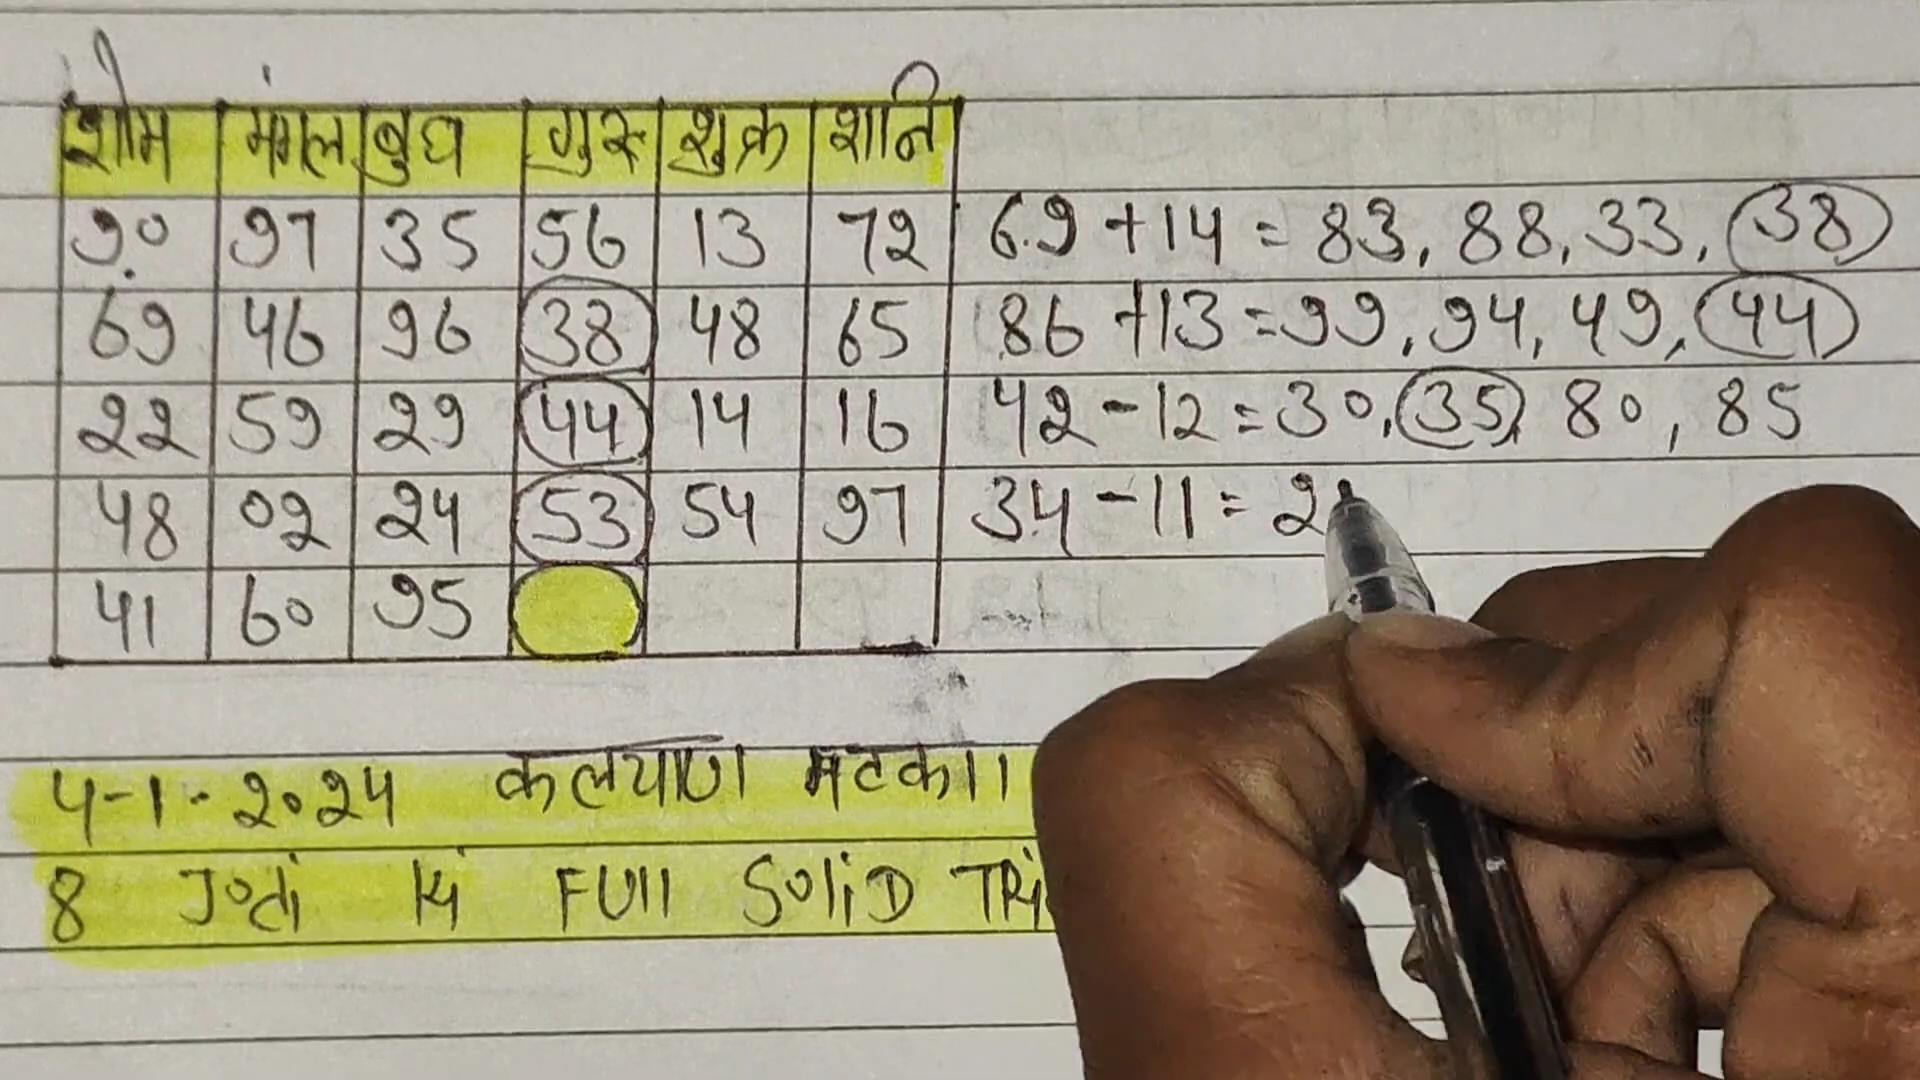 शोम मंगल बुध गुरु शुक्र शनि
90 97 35 56 13 72 69+14=83, 88, 33, 38
69 46 96 38 48 65 86+13=99, 94, 49, 44
22 59 29 44 14 16 42-12=30, 35, 80, 85
48 02 24 53 54 97 34-11=2
41 60 95
4-1-2024 कल्याण मटका।।
8 Jodi ki FUll SoliD